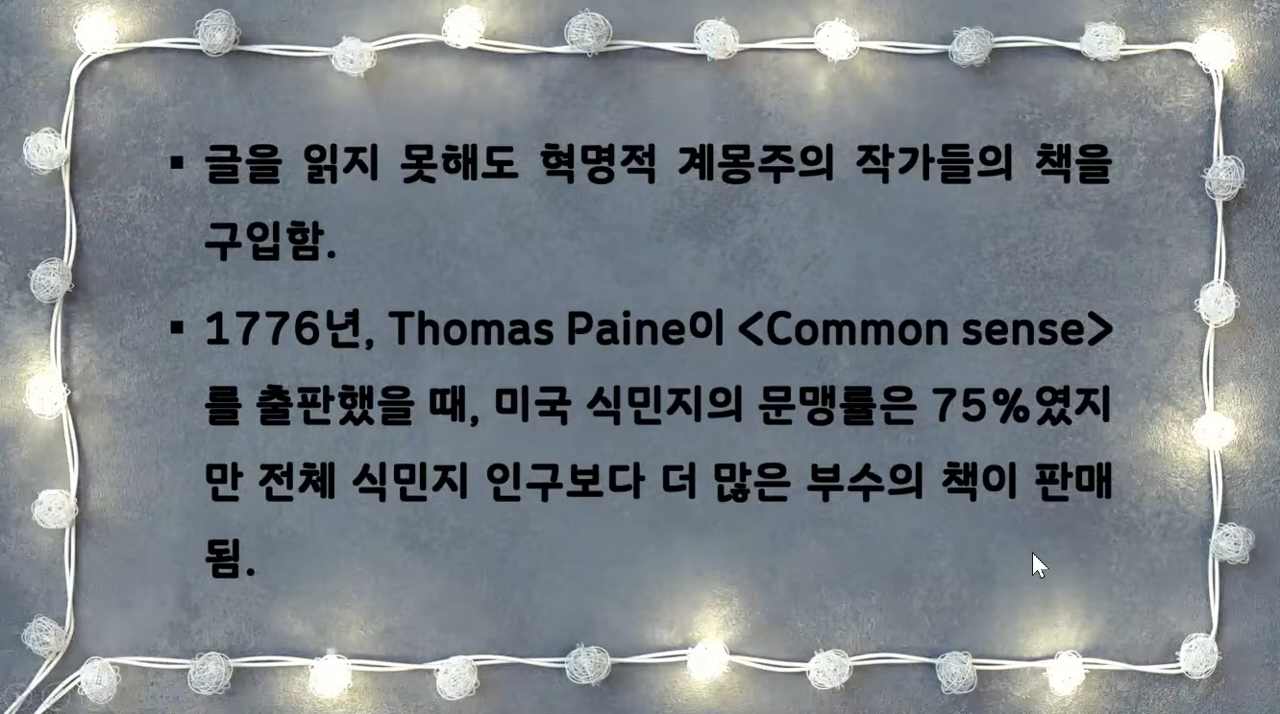 ▪ 글을 읽지 못해도 혁명적 계몽주의 작가들의 책을
구입함.
▪ 1776년, Thomas Paine이 <Common sense>
를 출판했을 때, 미국 식민지의 문맹률은 75%였지
만 전체 식민지 인구보다 더 많은 부수의 책이 판매
됨.